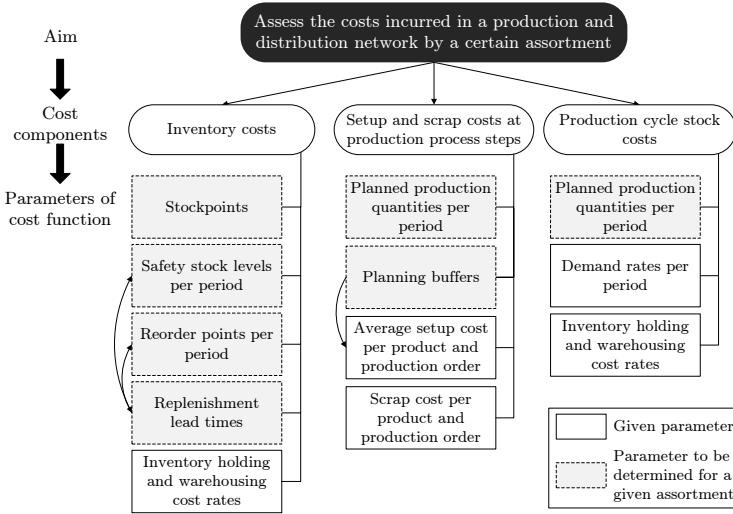 Assess the costs incurred in a production and
distribution network by a certain assortment
Aim
Cost
components
Parameters of
cost function
Inventory costs
Stockpoints
Safety stock levels
per period
Reorder points per
period
Replenishment
lead times
Inventory holding
and warehousing
cost rates
Setup and scrap costs at
production process steps
Planned production
quantities per
period
Planning buffers
Average setup cost
per product and
production order
Scrap cost per
product and
production order
Production cycle stock
costs
Planned production
quantities per
period
Demand rates per
period
Inventory holding
and warehousing
cost rates
Given parameter
Parameter to be
determined for a
given assortment